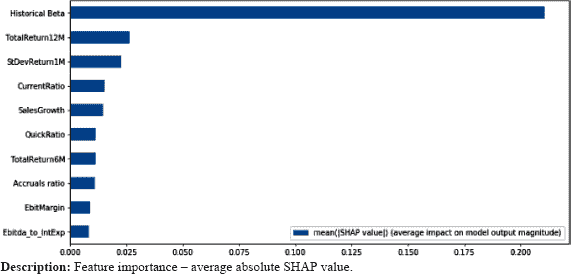 Historical Beta
TotalReturn12M
StDevReturn1M
CurrentRatio
SalesGrowth
QuickRatio
TotalReturn6M
Accruals ratio
EbitMargin
Ebitda_to_IntExp
mean(|SHAP value|) (average impact on model output magnitude)
0.000 0.025 0.050 0.075 0.100 0.125 0.150 0.175 0.200
Description: Feature importance – average absolute SHAP value.